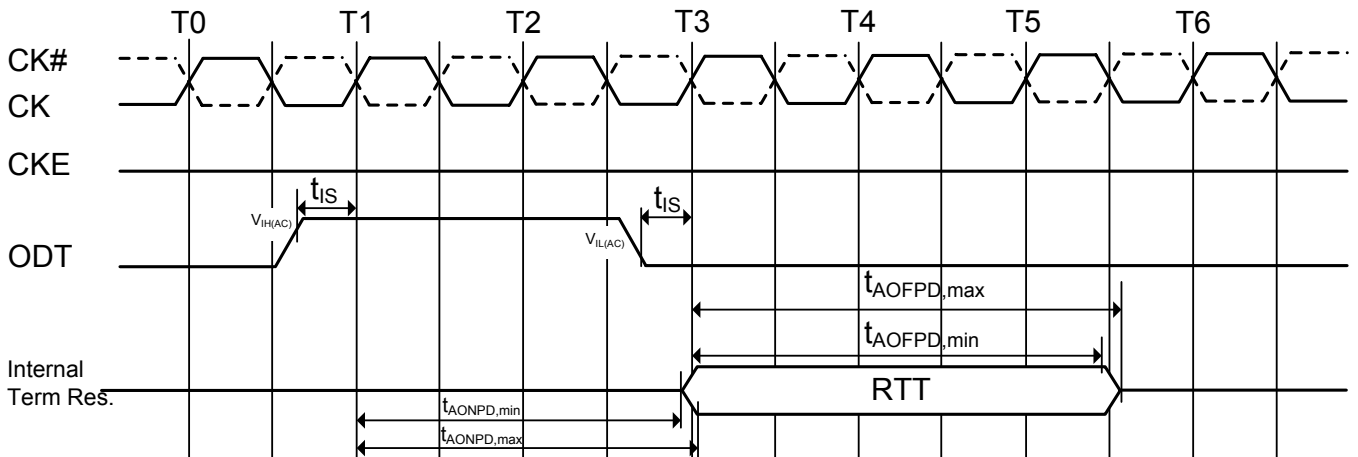 T0 T1 T2 T3 T4 T5 T6
CK#
CK
CKE
tIS
tIS
VIH(AC)
VIL(AC)
ODT
tAOFPD,max
tAOFPD,min
Internal
Term Res.
RTT
tAONPD,min
tAONPD,max